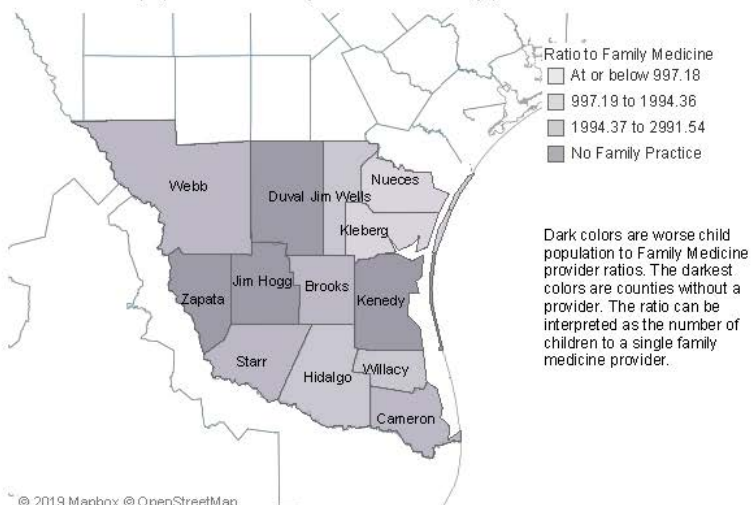 Ratio to Family Medicine
At or below 997.18
997.19 to 1994.36
1994.37 to 2991.54
No Family Practice
Webb
Duval
Jim Wells
Nueces
Kleberg
Zapata
Jim Hogg
Brooks
Kenedy
Starr
Hidalgo
Willacy
Cameron
Dark colors are worse child
population to Family Medicine
provider ratios. The darkest
colors are counties without a
provider. The ratio can be
interpreted as the number of
children to a single family
medicine provider.
© 2019 Mapbox © OpenStreetMap